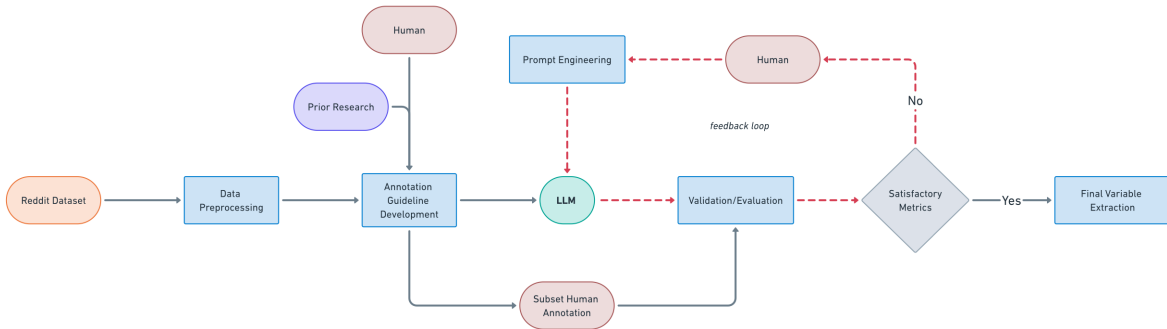 Human
Prompt Engineering
Human
Prior Research
No
feedback loop
Reddit Dataset
Data
Preprocessing
Annotation
Guideline
Development
LLM
Validation/Evaluation
Satisfactory
Metrics
Yes
Final Variable
Extraction
Subset Human
Annotation